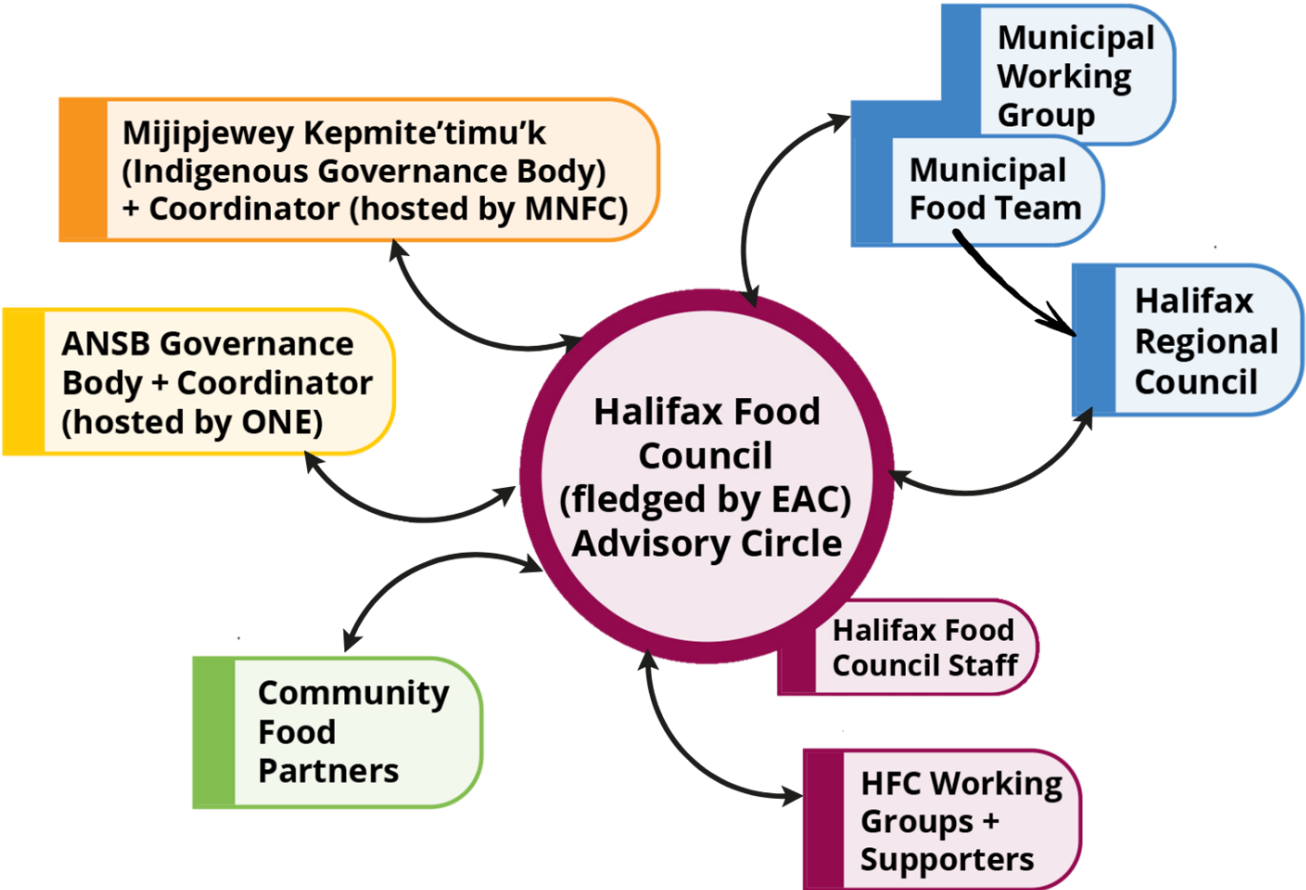 Municipal
Working
Group
Municipal
Food Team
Mijipjewey Kepmite’timu’k
(Indigenous Governance Body)
+ Coordinator (hosted by MNFC)
Halifax
Regional
Council
ANSB Governance
Body + Coordinator
(hosted by ONE)
Halifax Food
Council
(fledged by EAC)
Advisory Circle
Halifax Food
Council Staff
Community
Food
Partners
HFC Working
Groups +
Supporters